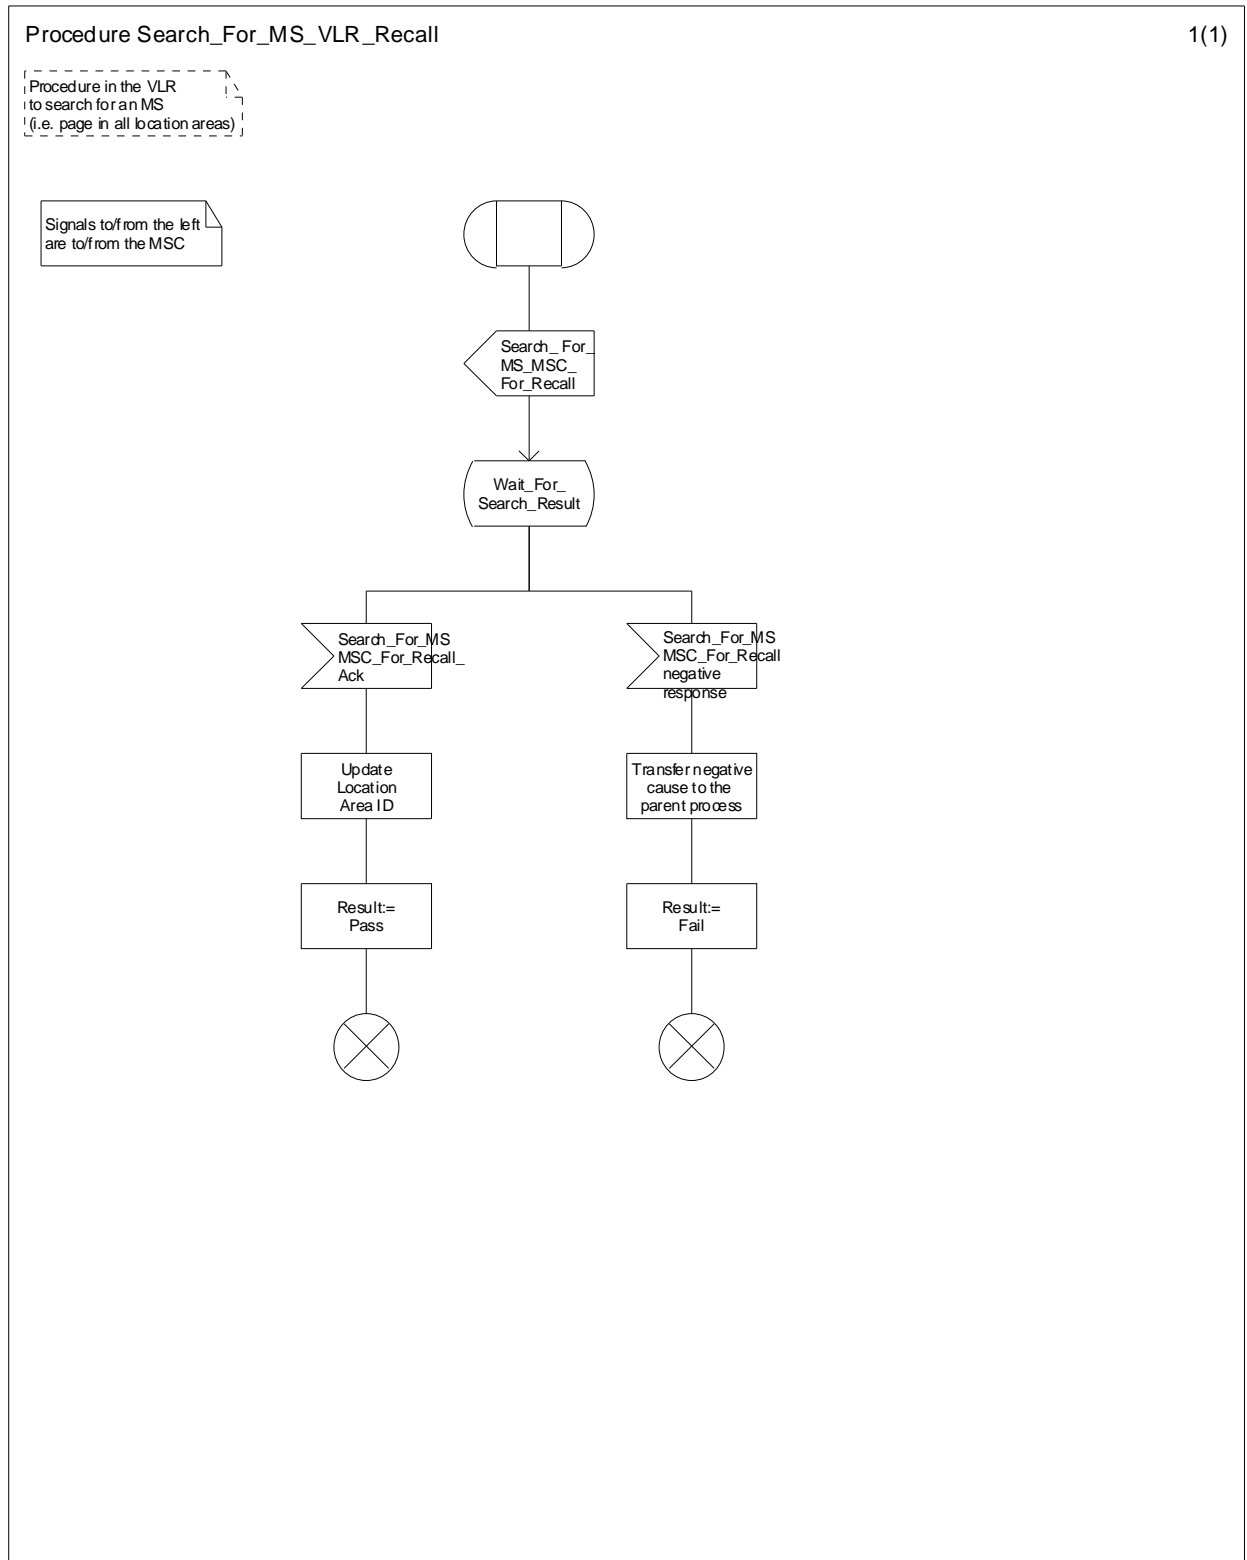 Procedure Search_For_MS_VLR_Recall
1(1)
Procedure in the VLR
to search for an MS
(i.e. page in all location areas)
Signals to/from the left
are to/from the MSC
Search_ For_
MS_MSC_
For_Recall
Wait_For_
Search_Result
Search_For_MS
MSC_For_Recall_
Ack
Search_For_MS
MSC_For_Recall
negative
response
Update
Location
Area ID
Transfer negative
cause to the
parent process
Result:=
Pass
Result:=
Fail